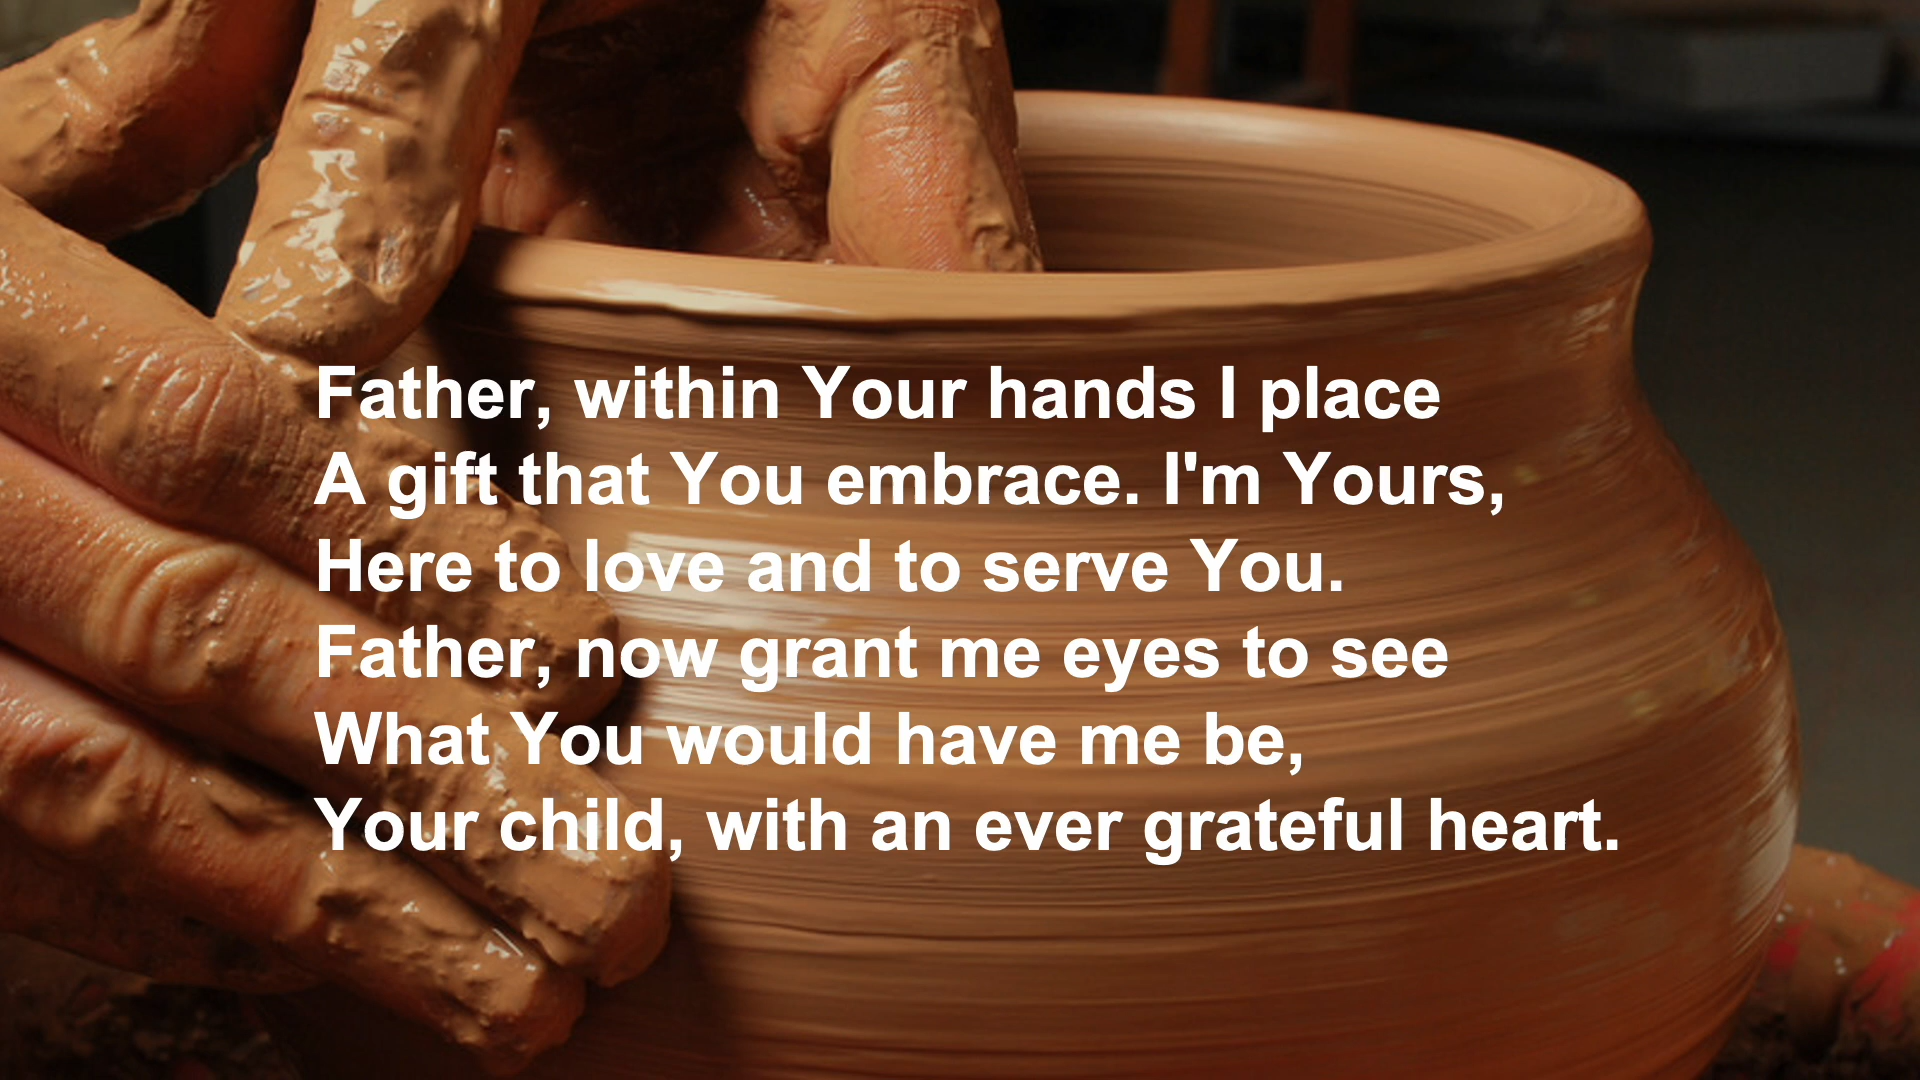 Father, within Your hands I place
A gift that You embrace. I'm Yours,
Here to love and to serve You.
Father, now grant me eyes to see
What You would have me be,
Your child, with an ever grateful heart.